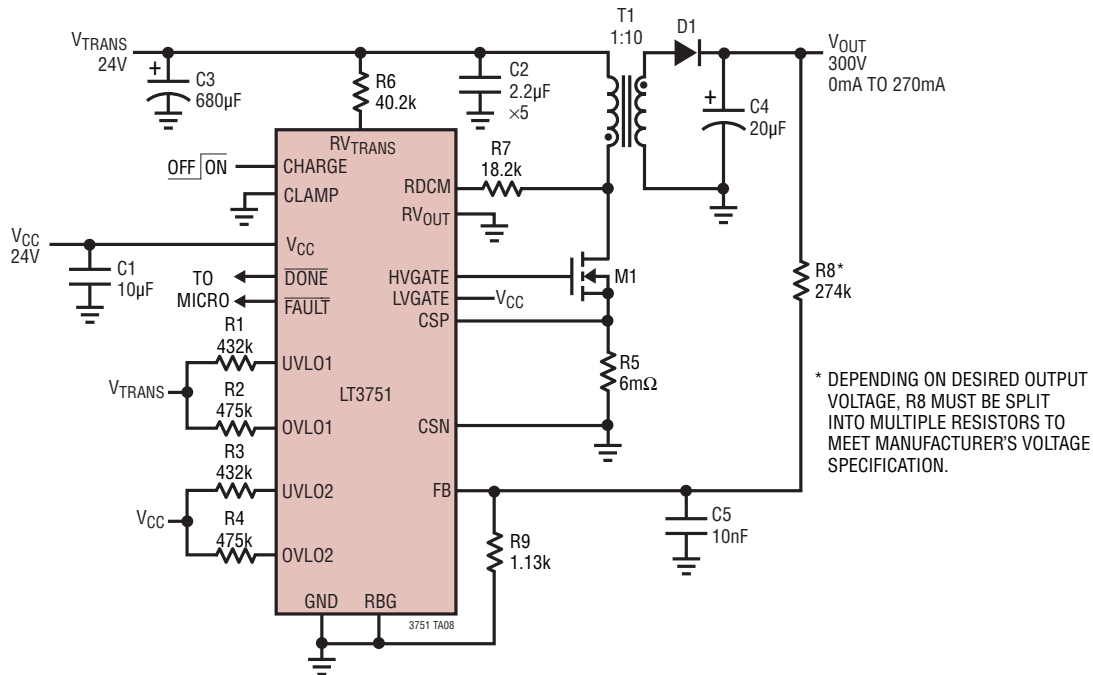 T1
1:10
D1
VTRANS
24V
+
C3
680µF
R6
40.2k
C2
2.2µF
×5
+
C4
20µF
VOUT
300V
0mA TO 270mA
RVTRANS
OFF ON
CHARGE
CLAMP
R7
18.2k
RDCM
RVOUT
VCC
24V
VCC
C1
10µF
TO
MICRO
DONE
FAULT
HVGATE
LVGATE
VCC
CSP
M1
R8*
274k
R1
432k
UVLO1
VTRANS
R2
475k
OVLO1
LT3751
R5
6mΩ
CSN
* DEPENDING ON DESIRED OUTPUT
VOLTAGE, R8 MUST BE SPLIT
INTO MULTIPLE RESISTORS TO
MEET MANUFACTURER'S VOLTAGE
SPECIFICATION.
R3
432k
UVLO2
VCC
R4
475k
OVLO2
FB
C5
10nF
R9
1.13k
GND
RBG
3751 TA08